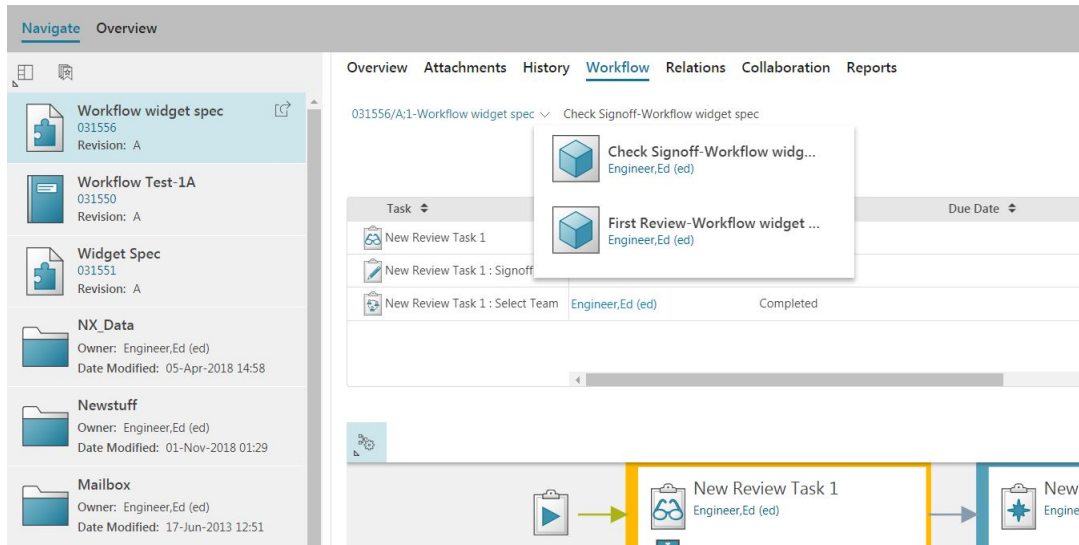 Navigate Overview
Workflow widget spec
031556
Revision: A
Workflow Test-1A
031550
Revision: A
Widget Spec
031551
Revision: A
NX_Data
Owner: Engineer,Ed (ed)
Date Modified: 05-Apr-2018 14:58
Newstuff
Owner: Engineer,Ed (ed)
Date Modified: 01-Nov-2018 01:29
Mailbox
Owner: Engineer,Ed (ed)
Date Modified: 17-Jun-2013 12:51
Overview Attachments History Workflow Relations Collaboration Reports
031556/A;1-Workflow widget spec Check Signoff-Workflow widget spec
Check Signoff-Workflow widg...
Engineer,Ed (ed)
First Review-Workflow widget ...
Engineer,Ed (ed)
Task Due Date
New Review Task 1
New Review Task 1 : Signoff
New Review Task 1 : Select Team Engineer,Ed (ed) Completed
New Review Task 1
Engineer,Ed (ed)
New
Engine